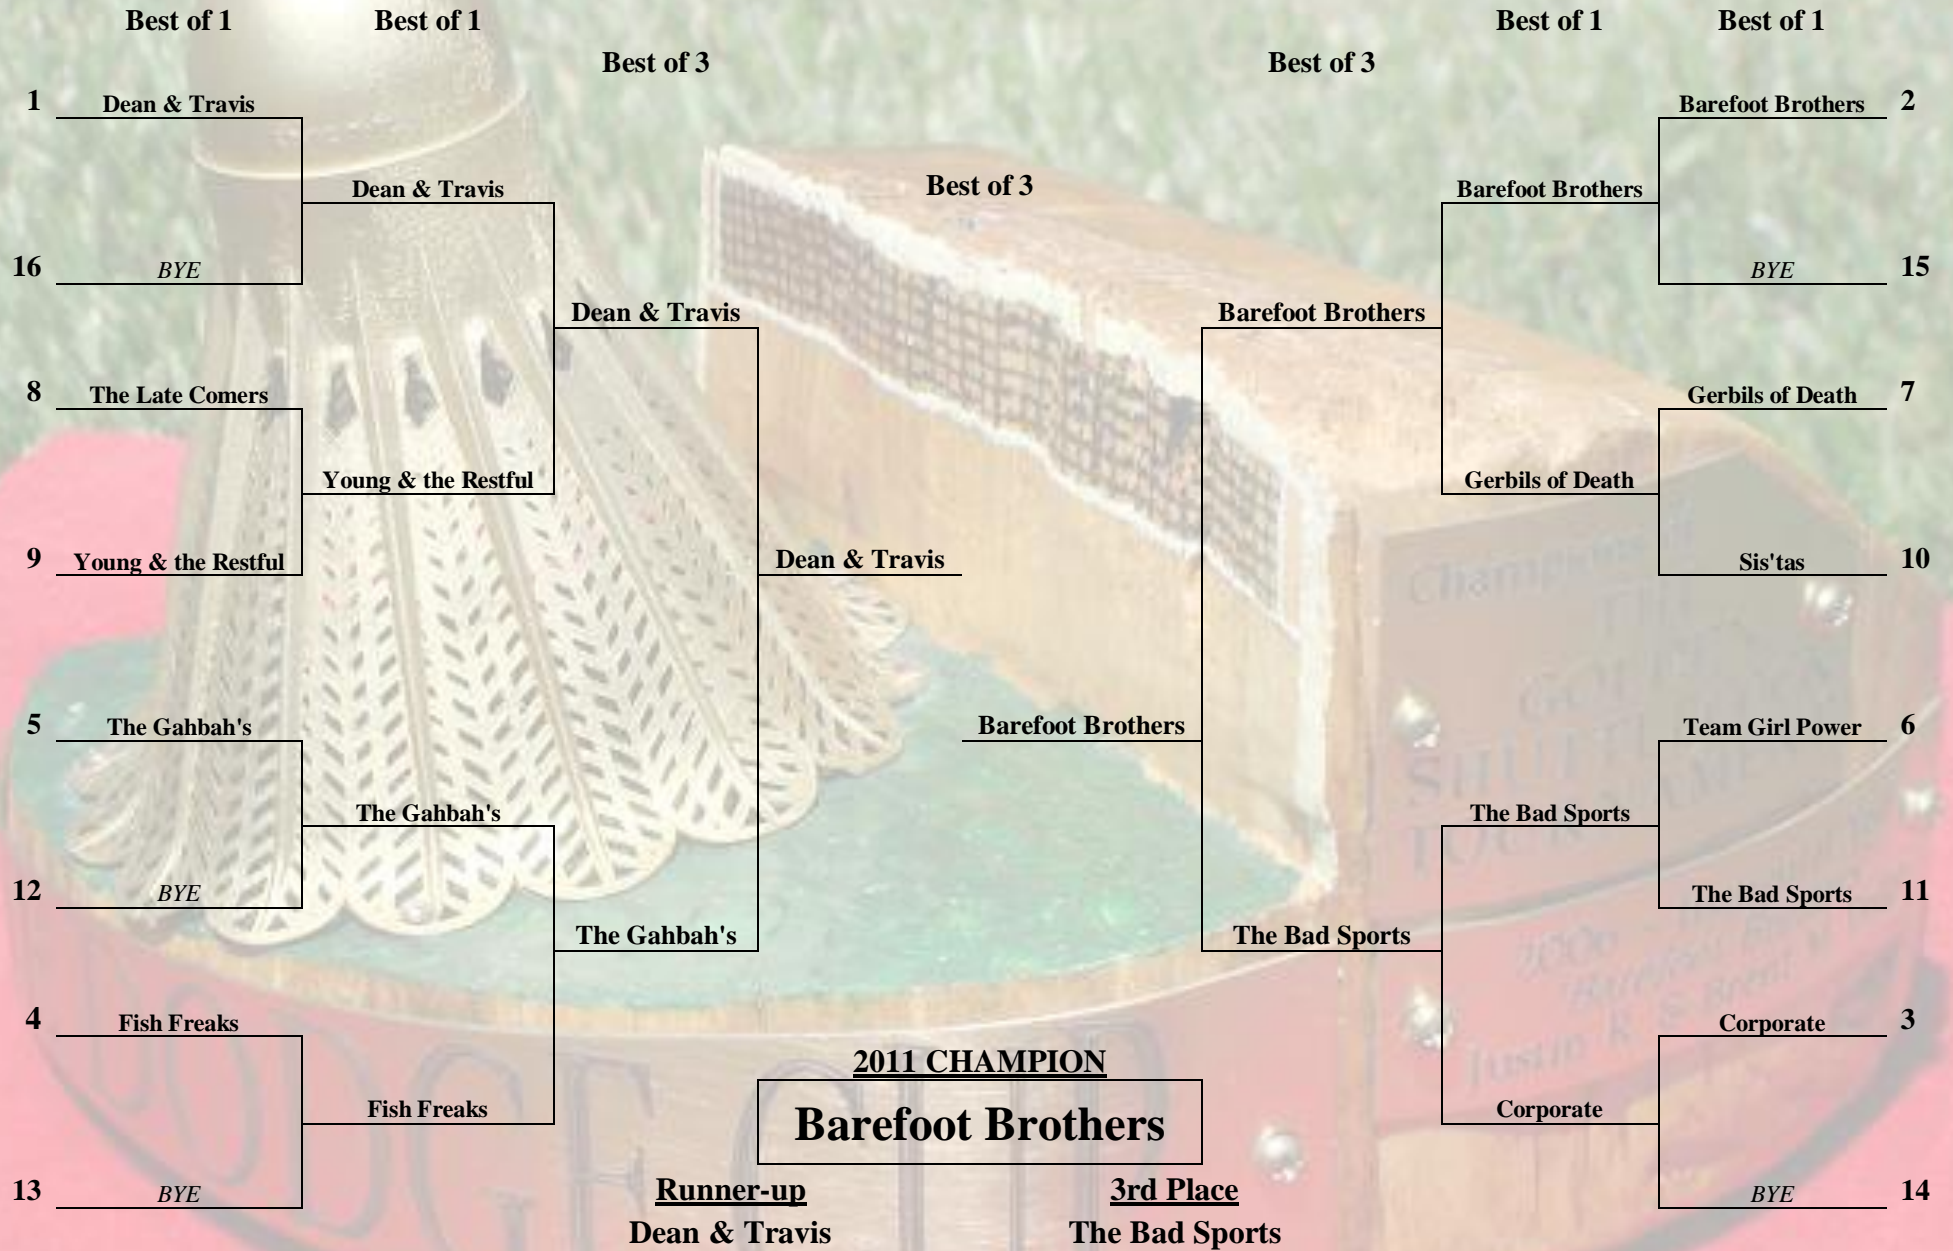 Best of 1 Best of 1 Best of 1 Best of 1
Best of 3 Best of 3
1 Dean & Travis Barefoot Brothers 2
Dean & Travis Best of 3 Barefoot Brothers
16 BYE BYE 15
Dean & Travis Barefoot Brothers
8 The Late Comers Gerbils of Death 7
Young & the Restful Gerbils of Death
9 Young & the Restful Sis'tas 10
Dean & Travis
5 The Gahbah's Barefoot Brothers Team Girl Power 6
The Gahbah's The Bad Sports
12 BYE The Bad Sports 11
The Gahbah's The Bad Sports
4 Fish Freaks Corporate 3
2011 CHAMPION
Fish Freaks Barefoot Brothers Corporate
13 BYE Runner-up 3rd Place BYE 14
Dean & Travis The Bad Sports
DODGE CUP
2006
Justin K & Brent